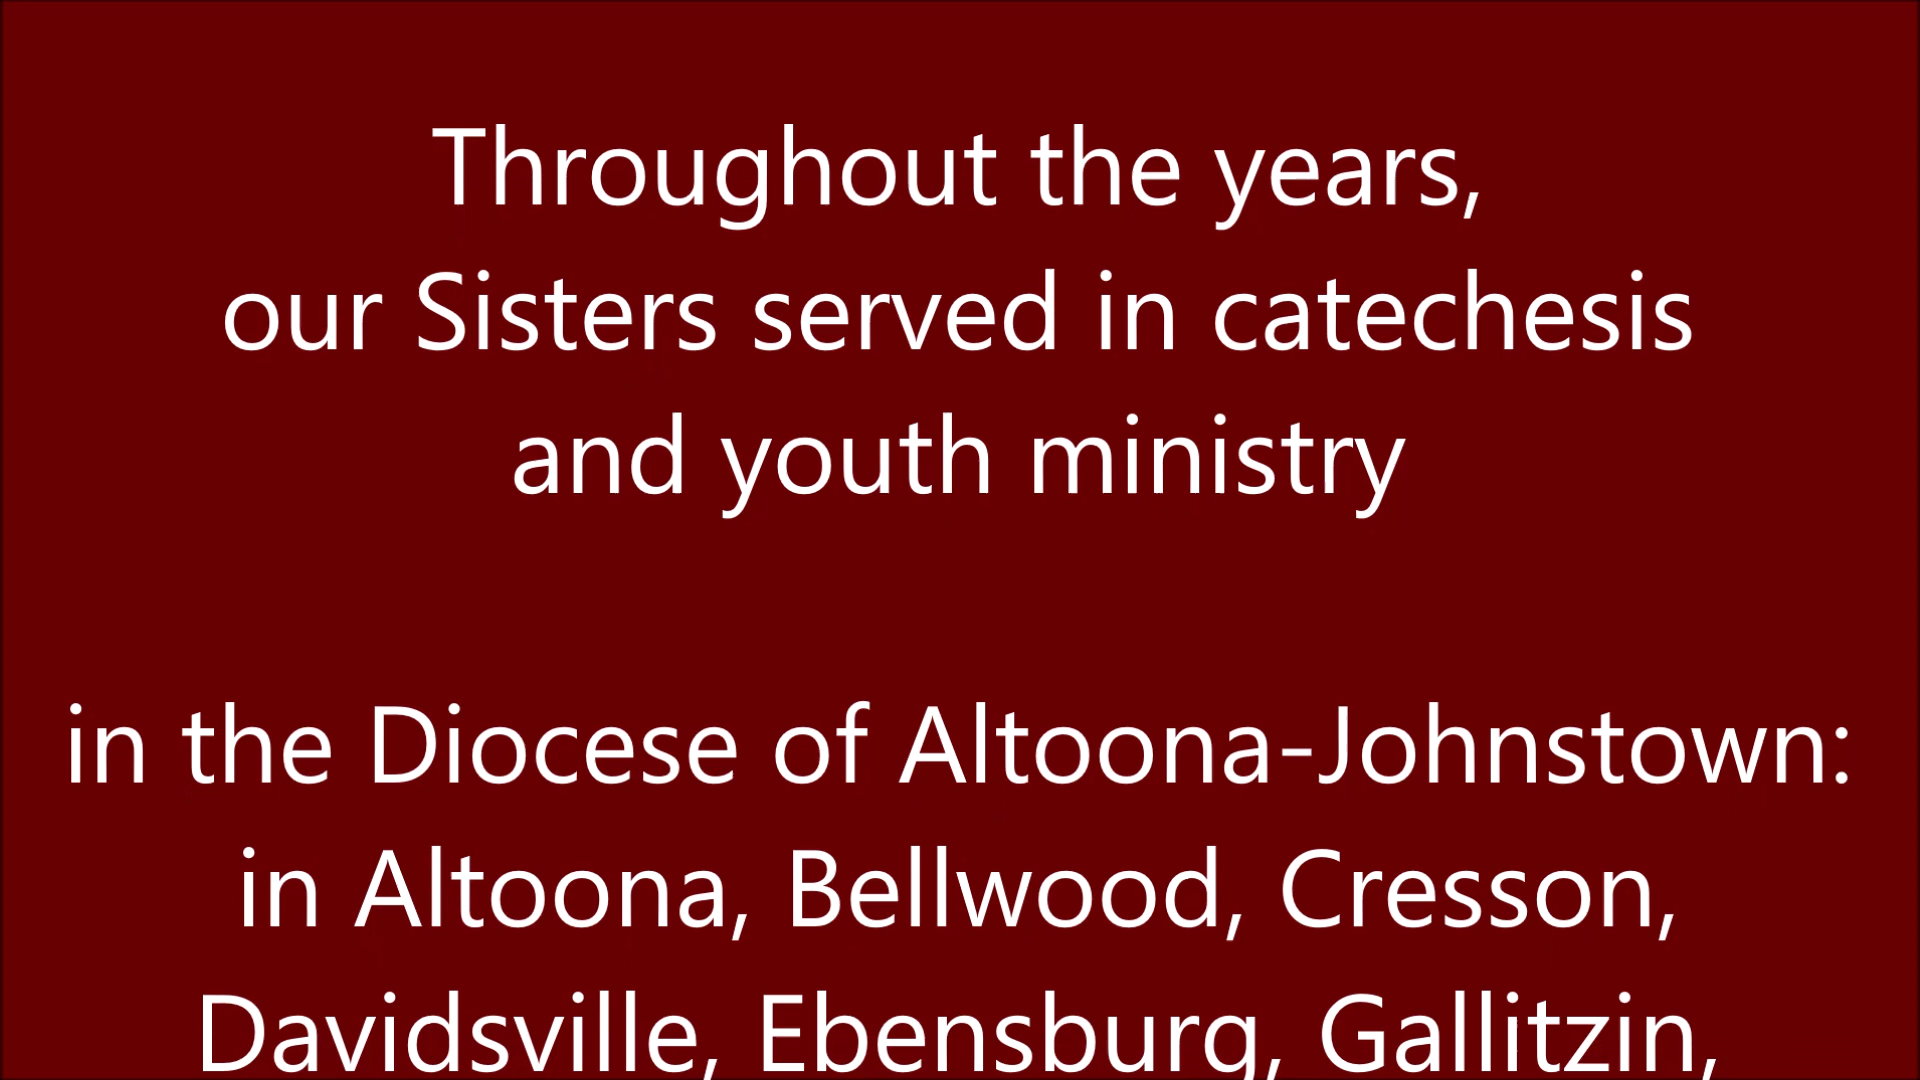 Throughout the years,
our Sisters served in catechesis
and youth ministry
in the Diocese of Altoona-Johnstown:
in Altoona, Bellwood, Cresson,
Davidsville, Ebensburg, Gallitzin,